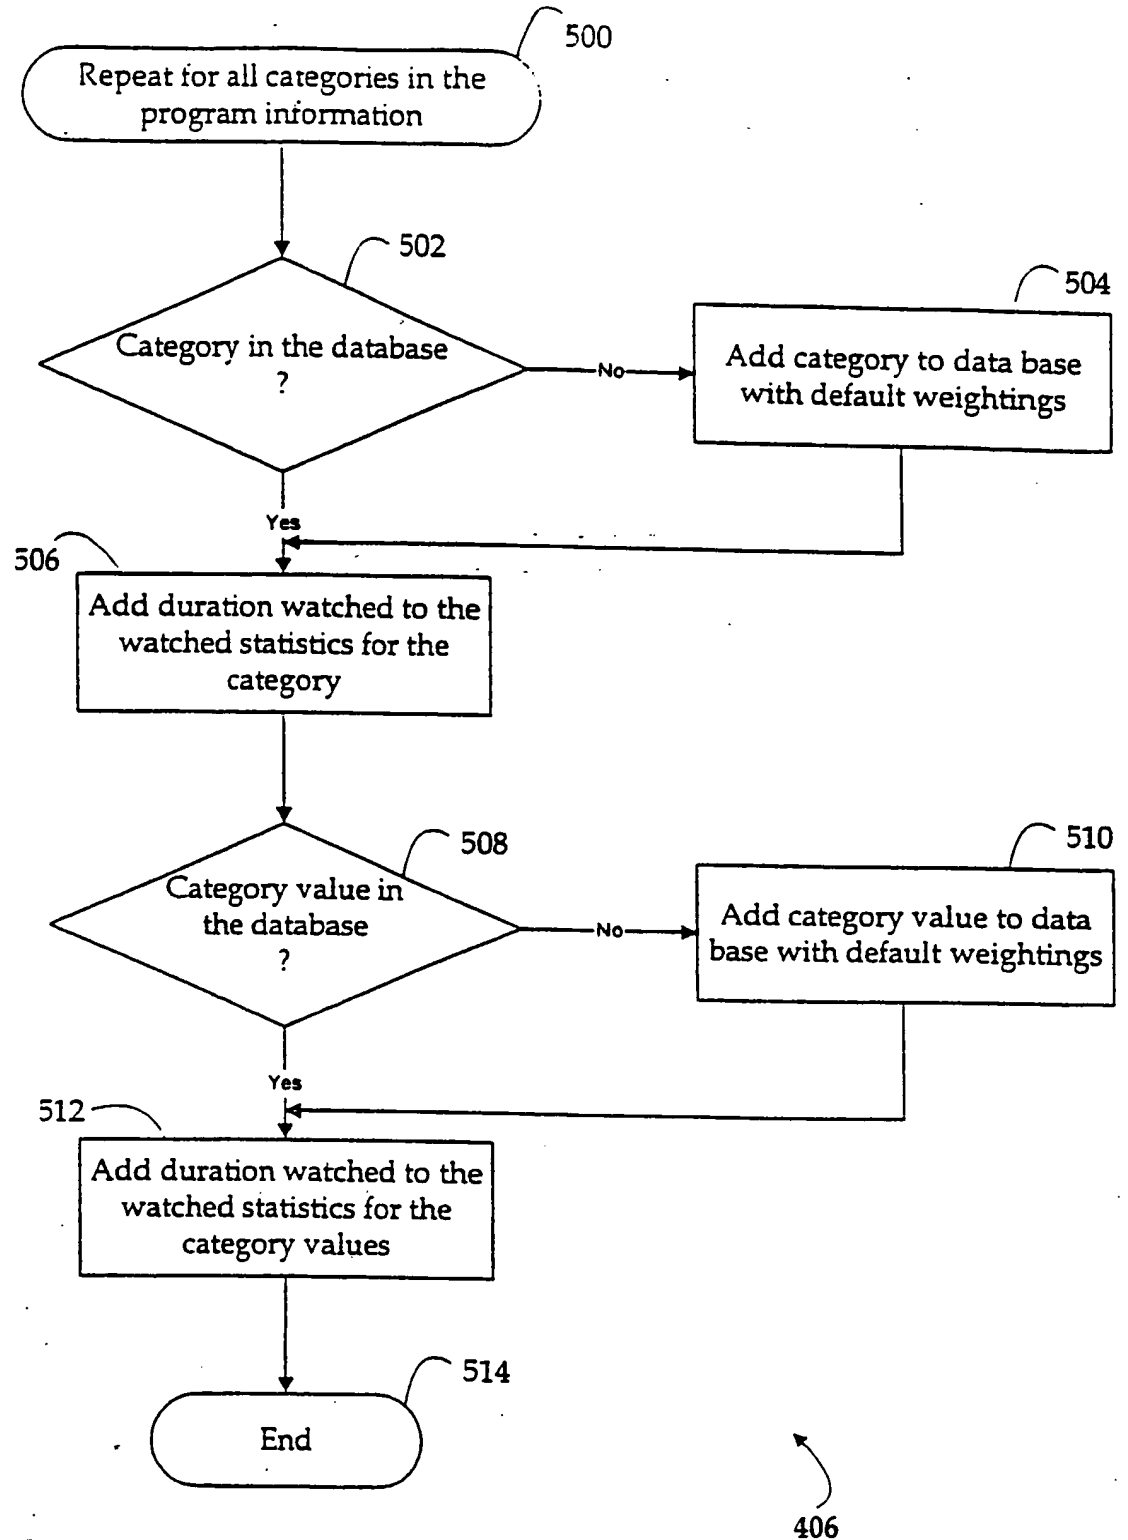 500
Repeat for all categories in the
program information
502
Category in the database
?
No
504
Add category to data base
with default weightings
Yes
506
Add duration watched to the
watched statistics for the
category
508
Category value in
the database
?
No
510
Add category value to data
base with default weightings
Yes
512
Add duration watched to the
watched statistics for the
category values
514
End
406